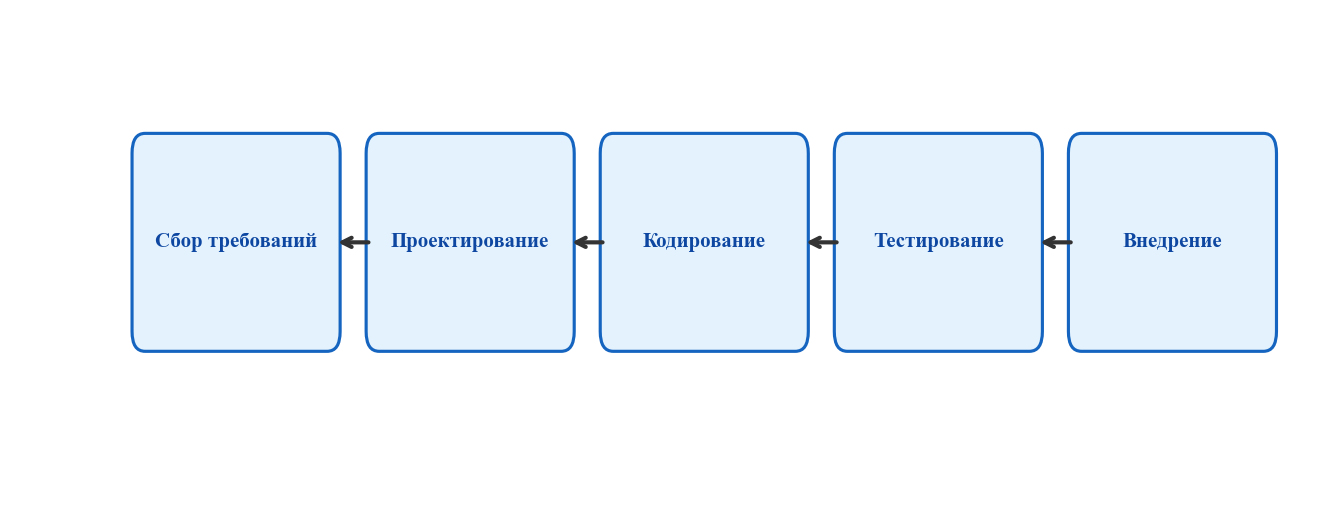 Сбор требований
Проектирование
Кодирование
Тестирование
Внедрение